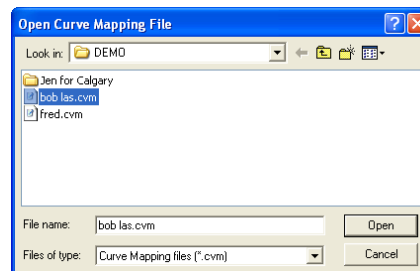 Open Curve Mapping File
Look in: DEMO
Jen for Calgary
bob las.cvm
fred.cvm
File name: bob las.cvm Open
Files of type: Curve Mapping files (*.cvm) Cancel